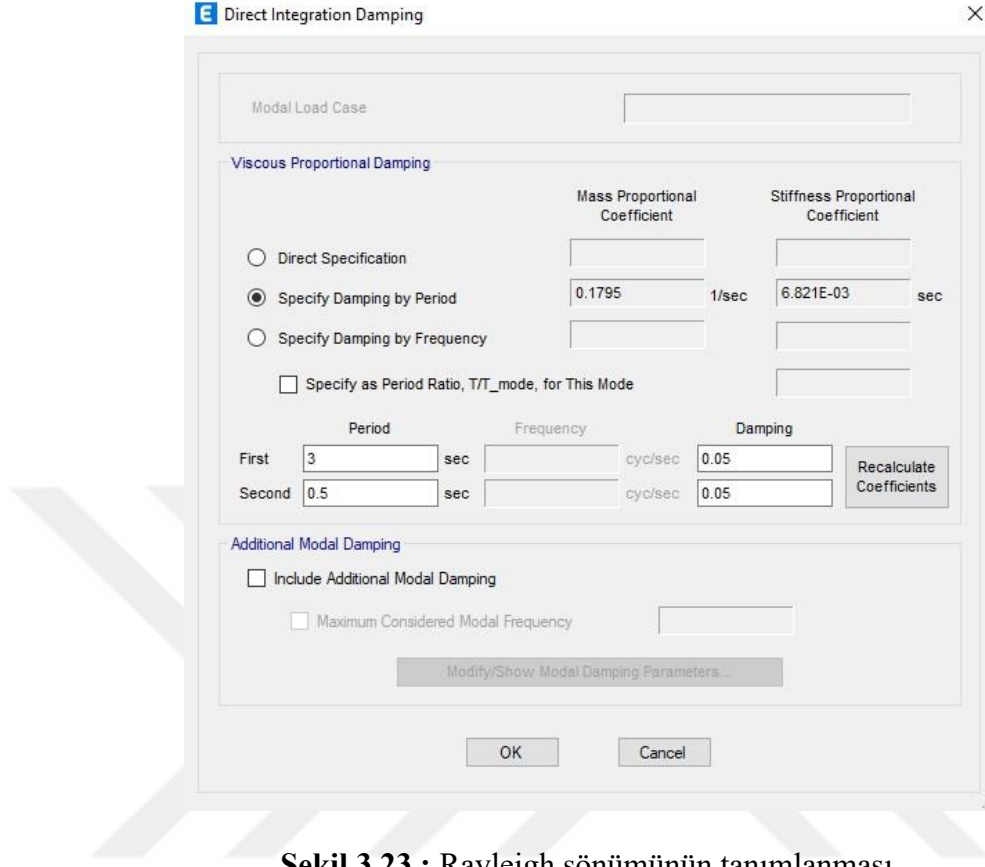 E Direct Integration Damping
Modal Load Case
Viscous Proportional Damping
Mass Proportional Coefficient
Stiffness Proportional Coefficient
Direct Specification
Specify Damping by Period 0.1795 1/sec 6.821E-03 sec
Specify Damping by Frequency
Specify as Period Ratio, T/T_mode, for This Mode
Period Frequency Damping
First 3 sec cyc/sec 0.05
Second 0.5 sec cyc/sec 0.05
Recalculate Coefficients
Additional Modal Damping
Include Additional Modal Damping
Maximum Considered Modal Frequency
Modify/Show Modal Damping Parameters...
OK Cancel
Şekil 3.23 : Rayleigh sönümünün tanımlanması